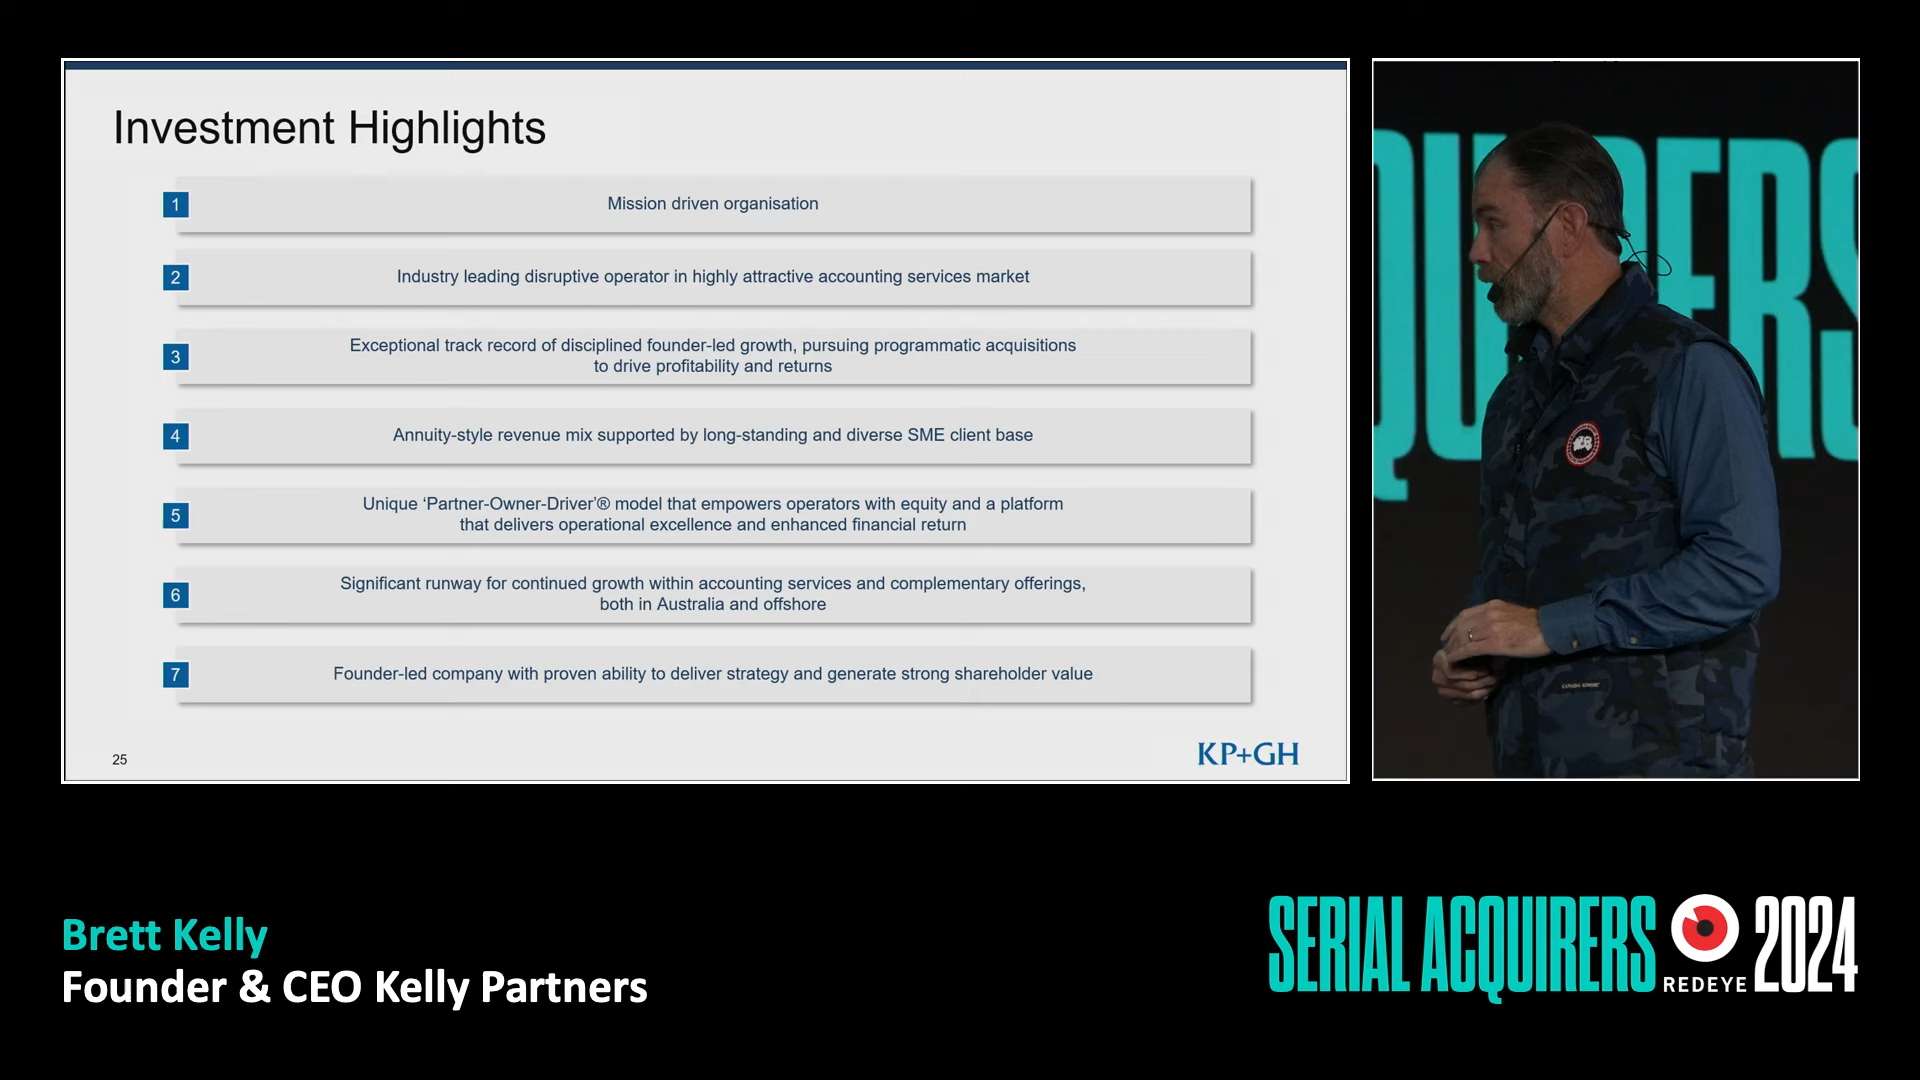 Investment Highlights
1
Mission driven organisation
2
Industry leading disruptive operator in highly attractive accounting services market
3
Exceptional track record of disciplined founder-led growth, pursuing programmatic acquisitions
to drive profitability and returns
4
Annuity-style revenue mix supported by long-standing and diverse SME client base
5
Unique ‘Partner-Owner-Driver’® model that empowers operators with equity and a platform
that delivers operational excellence and enhanced financial return
6
Significant runway for continued growth within accounting services and complementary offerings,
both in Australia and offshore
7
Founder-led company with proven ability to deliver strategy and generate strong shareholder value
25
KP+GH
QUIRERS
CANADA GOOSE
Brett Kelly
Founder & CEO Kelly Partners
SERIAL ACQUIRERS
REDEYE
2024